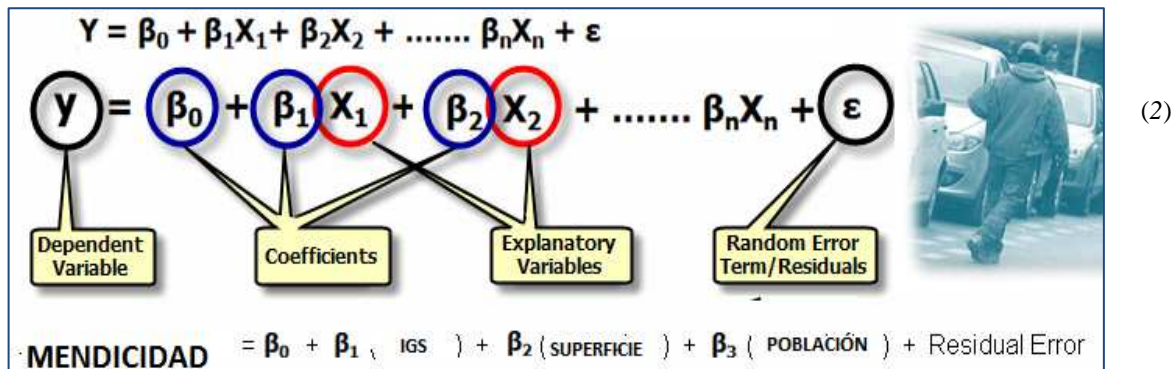 Y = β₀ + β₁X₁ + β₂X₂ + ....... βₙXₙ + ε
y = β₀ + β₁ X₁ + β₂ X₂ + ....... βₙXₙ + ε
(2)
Dependent
Variable
Coefficients
Explanatory
Variables
Random Error
Term/Residuals
MENDICIDAD = β₀ + β₁ ( IGS ) + β₂ ( SUPERFICIE ) + β₃ ( POBLACIÓN ) + Residual Error